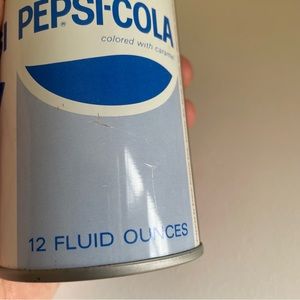 PEPSI-COLA
colored with caramel
12 FLUID OUNCES